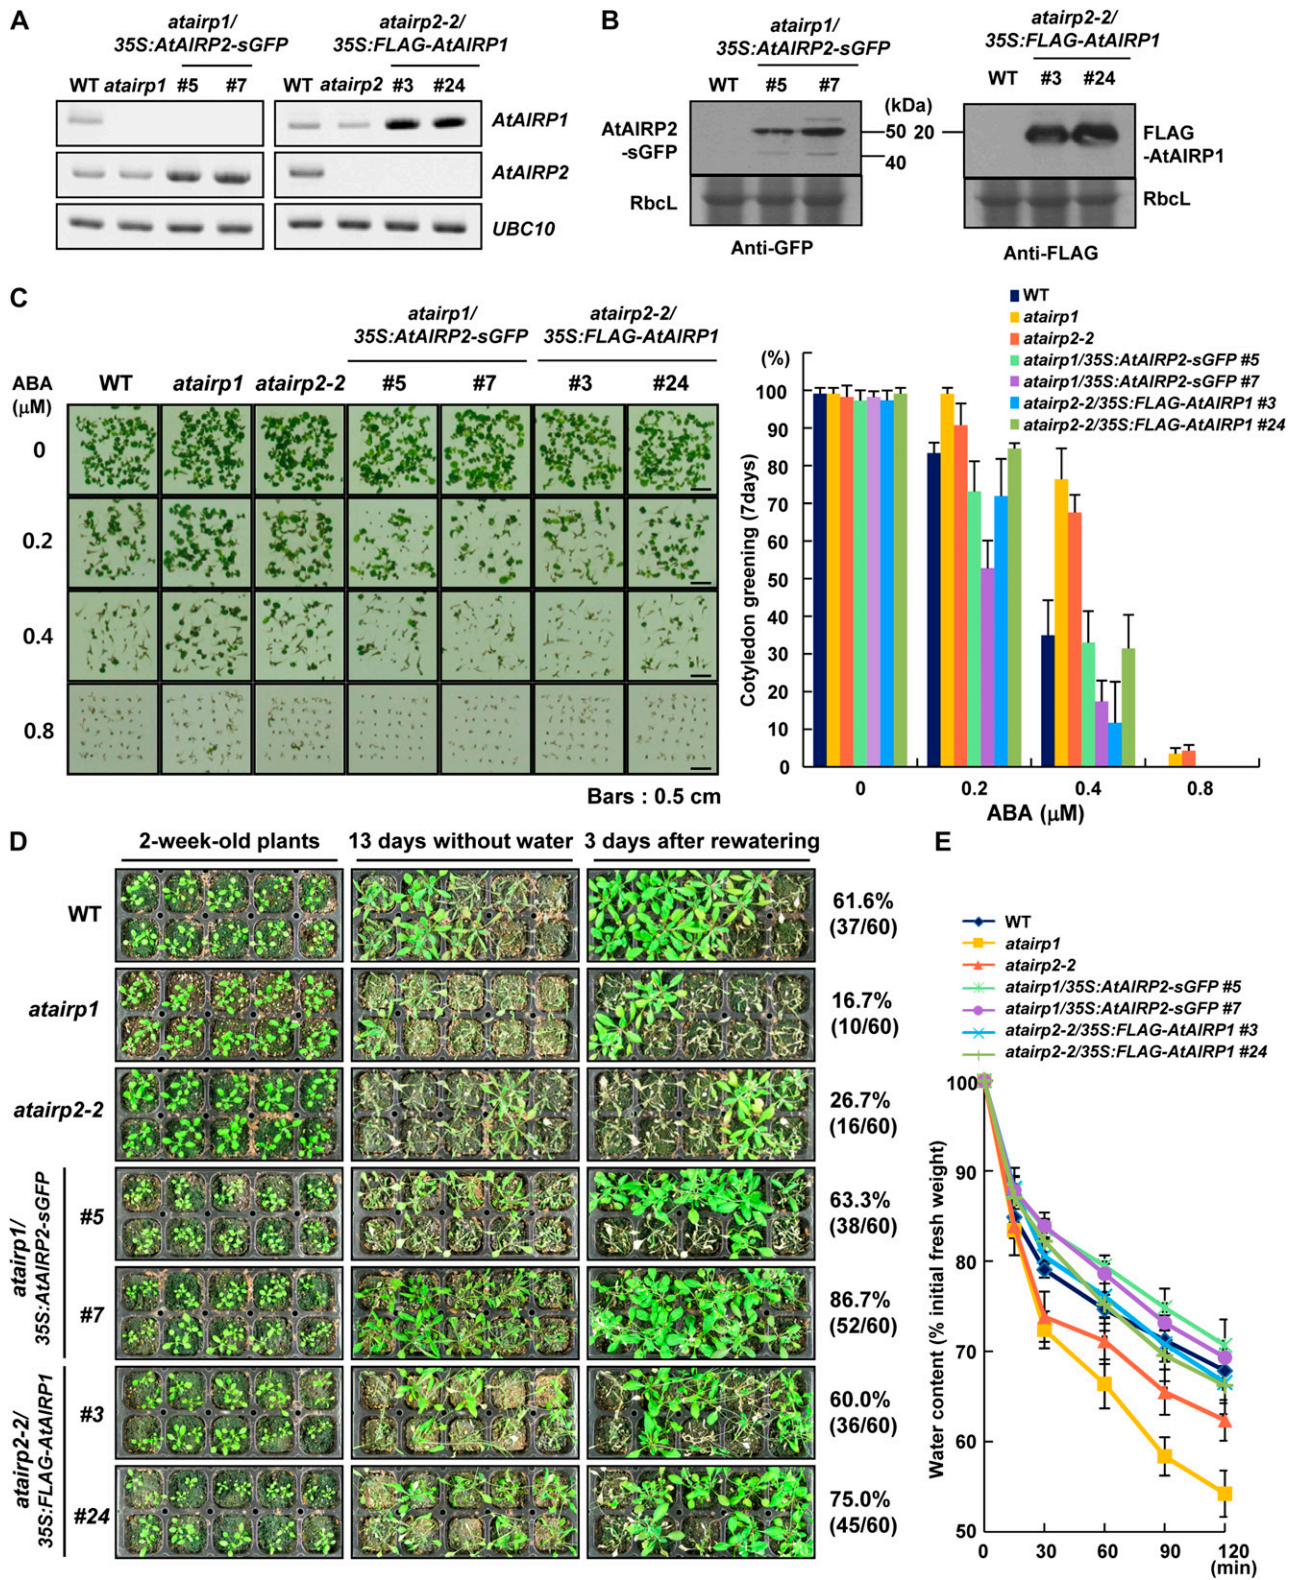 A
atairp1/
35S:AtAIRP2-sGFP
atairp2-2/
35S:FLAG-AtAIRP1
WT atairp1 #5 #7
WT atairp2 #3 #24
AtAIRP1
AtAIRP2
UBC10
B
atairp1/
35S:AtAIRP2-sGFP
WT #5 #7
(kDa)
AtAIRP2
-sGFP
50
40
RbcL
Anti-GFP
atairp2-2/
35S:FLAG-AtAIRP1
WT #3 #24
20
FLAG
-AtAIRP1
RbcL
Anti-FLAG
C
atairp1/
35S:AtAIRP2-sGFP
atairp2-2/
35S:FLAG-AtAIRP1
ABA
(μM)
WT atairp1 atairp2-2 #5 #7 #3 #24
0
0.2
0.4
0.8
Bars : 0.5 cm
WT
atairp1
atairp2-2
atairp1/35S:AtAIRP2-sGFP #5
atairp1/35S:AtAIRP2-sGFP #7
atairp2-2/35S:FLAG-AtAIRP1 #3
atairp2-2/35S:FLAG-AtAIRP1 #24
(%)
100
90
80
70
60
50
40
30
20
10
0
Cotyledon greening (7days)
0 0.2 0.4 0.8
ABA (μM)
D
2-week-old plants
13 days without water
3 days after rewatering
WT
61.6%
(37/60)
atairp1
16.7%
(10/60)
atairp2-2
26.7%
(16/60)
atairp1/
35S:AtAIRP2-sGFP
#5
63.3%
(38/60)
#7
86.7%
(52/60)
atairp2-2/
35S:FLAG-AtAIRP1
#3
60.0%
(36/60)
#24
75.0%
(45/60)
E
WT
atairp1
atairp2-2
atairp1/35S:AtAIRP2-sGFP #5
atairp1/35S:AtAIRP2-sGFP #7
atairp2-2/35S:FLAG-AtAIRP1 #3
atairp2-2/35S:FLAG-AtAIRP1 #24
100
90
80
70
60
50
Water content (% initial fresh weight)
0 30 60 90 120
(min)